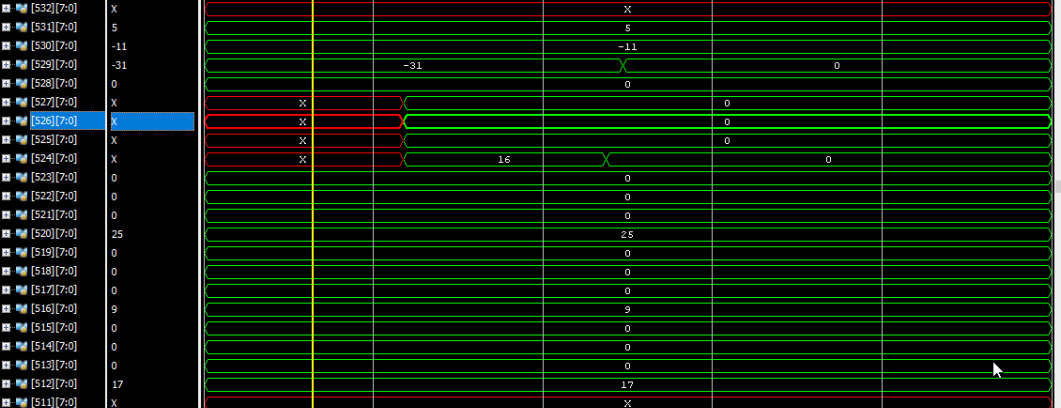 [532][7:0] X X
[531][7:0] 5 5
[530][7:0] -11 -11
[529][7:0] -31 -31 0
[528][7:0] 0 0
[527][7:0] X X 0
[526][7:0] X X 0
[525][7:0] X X 0
[524][7:0] X X 16 0
[523][7:0] 0 0
[522][7:0] 0 0
[521][7:0] 0 0
[520][7:0] 25 25
[519][7:0] 0 0
[518][7:0] 0 0
[517][7:0] 0 0
[516][7:0] 9 9
[515][7:0] 0 0
[514][7:0] 0 0
[513][7:0] 0 0
[512][7:0] 17 17
[511][7:0] X X